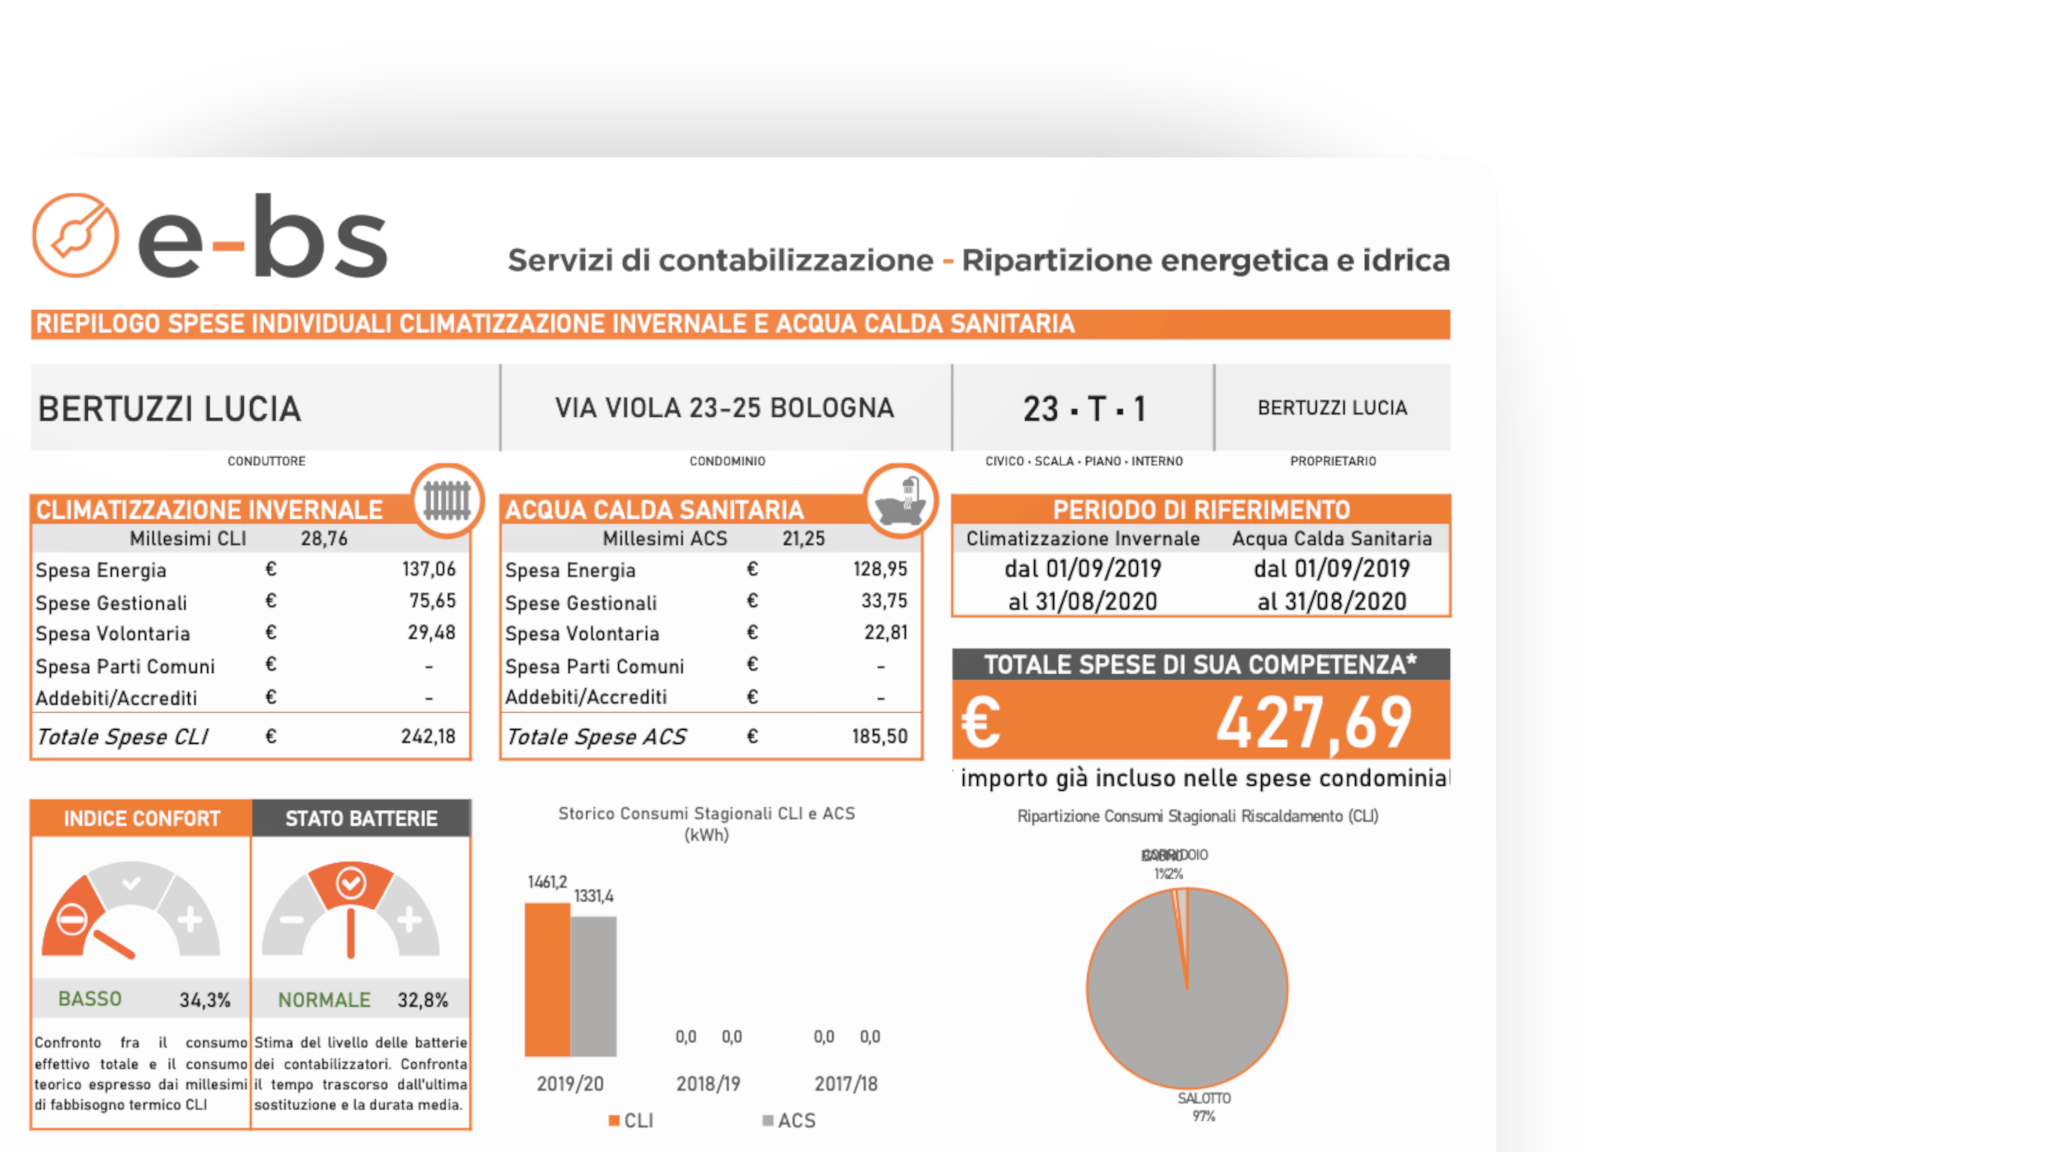 e-bs
Servizi di contabilizzazione - Ripartizione energetica e idrica
RIEPILOGO SPESE INDIVIDUALI CLIMATIZZAZIONE INVERNALE E ACQUA CALDA SANITARIA
BERTUZZI LUCIA
CONDUTTORE
VIA VIOLA 23-25 BOLOGNA
CONDOMINIO
23 · T · 1
CIVICO · SCALA · PIANO · INTERNO
BERTUZZI LUCIA
PROPRIETARIO
CLIMATIZZAZIONE INVERNALE
Millesimi CLI 28,76
Spesa Energia € 137,06
Spese Gestionali € 75,65
Spesa Volontaria € 29,48
Spesa Parti Comuni € -
Addebiti/Accrediti € -
Totale Spese CLI € 242,18
ACQUA CALDA SANITARIA
Millesimi ACS 21,25
Spesa Energia € 128,95
Spese Gestionali € 33,75
Spesa Volontaria € 22,81
Spesa Parti Comuni € -
Addebiti/Accrediti € -
Totale Spese ACS € 185,50
PERIODO DI RIFERIMENTO
Climatizzazione Invernale Acqua Calda Sanitaria
dal 01/09/2019 dal 01/09/2019
al 31/08/2020 al 31/08/2020
TOTALE SPESE DI SUA COMPETENZA*
€ 427,69
importo già incluso nelle spese condominial
INDICE CONFORT
BASSO 34,3%
Confronto fra il consumo
effettivo totale e il consumo
teorico espresso dai millesimi
di fabbisogno termico CLI
STATO BATTERIE
NORMALE 32,8%
Stima del livello delle batterie
dei contabilizzatori. Confronta
il tempo trascorso dall'ultima
sostituzione e la durata media.
Storico Consumi Stagionali CLI e ACS
(kWh)
1461,2
1331,4
0,0 0,0 0,0 0,0
2019/20 2018/19 2017/18
CLI ACS
Ripartizione Consumi Stagionali Riscaldamento (CLI)
CORRIDOIO
1% 2%
SALOTTO
97%